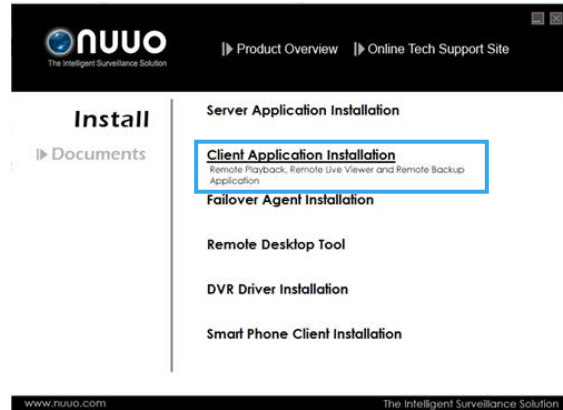 nuuo
The Intelligent Surveillance Solution
Product Overview
Online Tech Support Site
Install
Documents
Server Application Installation
Client Application Installation
Remote Playback, Remote Live Viewer and Remote Backup
Application
Failover Agent Installation
Remote Desktop Tool
DVR Driver Installation
Smart Phone Client Installation
www.nuuo.com
The Intelligent Surveillance Solution